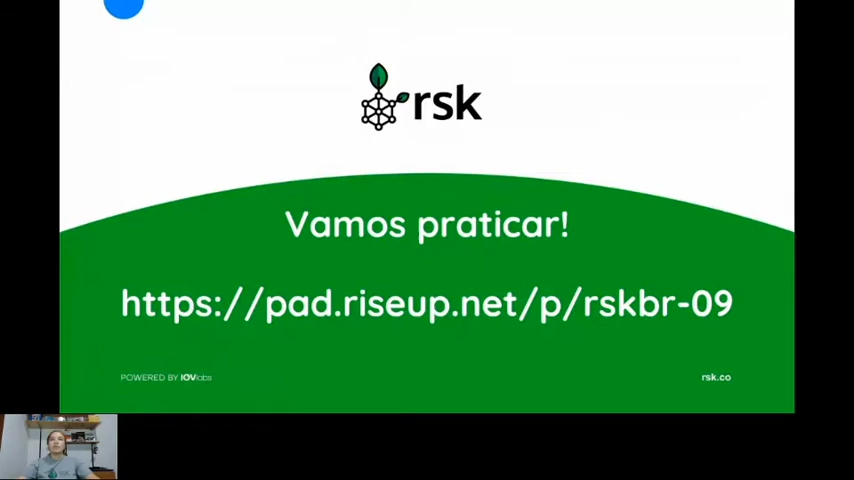 rsk
Vamos praticar!
https://pad.riseup.net/p/rskbr-09
POWERED BY IOVlabs
rsk.co